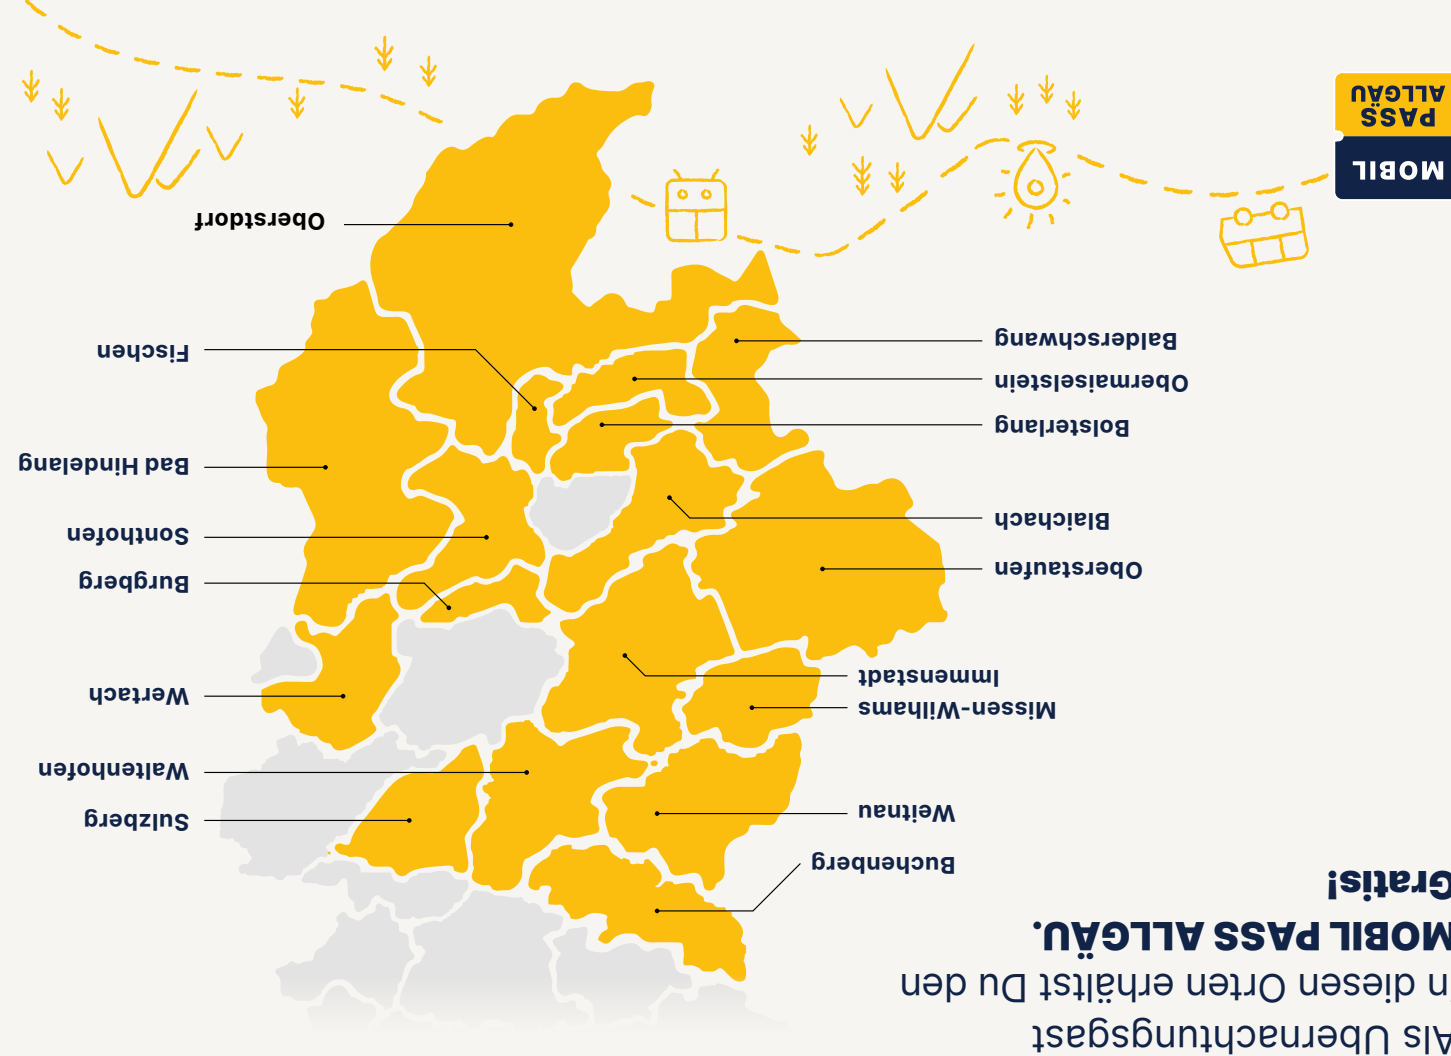 Als Übernachtungsgast
in diesen Orten erhältst Du den
MOBIL PASS ALLGÄU.
Gratis!
Buchenberg
Weitnau
Missen-Wilhams
Immenstadt
Oberstaufen
Blaichach
Bolsterlang
Obermaiselstein
Balderschwang
Sulzberg
Waltenhofen
Wertach
Burgberg
Sonthofen
Bad Hindelang
Fischen
Oberstdorf
MOBIL
PASS
ALLGÄU